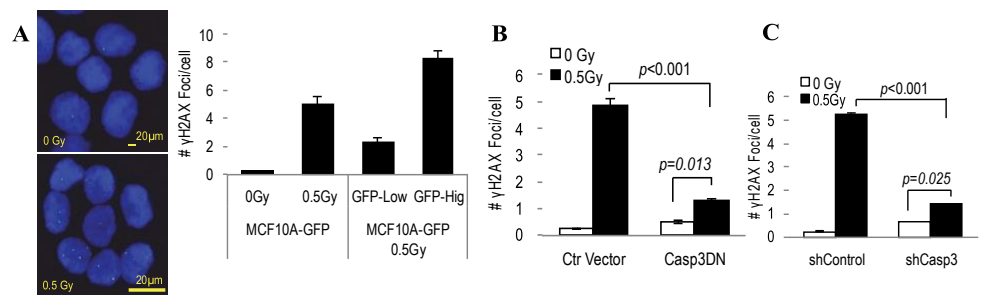 A
0 Gy
20µm
0.5 Gy
20µm
# γH2AX Foci/cell
10
8
6
4
2
0
0Gy 0.5Gy GFP-Low GFP-Hig
MCF10A-GFP MCF10A-GFP
0.5Gy
B
0 Gy
0.5Gy
# γH2AX Foci/cell
6
5
4
3
2
1
0
p<0.001
p=0.013
Ctr Vector Casp3DN
C
0 Gy
0.5Gy
# γH2AX Foci/cell
6
5
4
3
2
1
0
p<0.001
p=0.025
shControl shCasp3